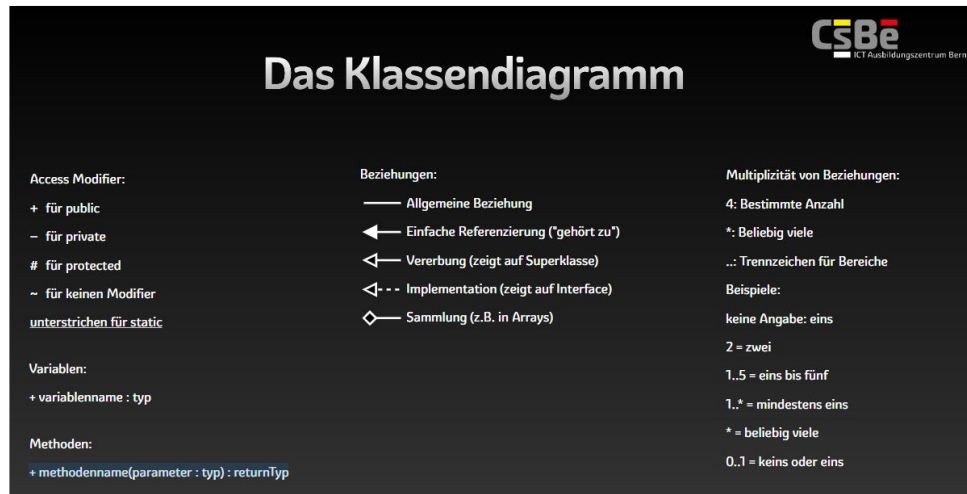 CsBe
ICT Ausbildungszentrum Bern
Das Klassendiagramm
Access Modifier:
+ für public
– für private
# für protected
~ für keinen Modifier
unterstrichen für static
Variablen:
+ variablenname : typ
Methoden:
+ methodenname(parameter : typ) : returnTyp
Beziehungen:
Allgemeine Beziehung
Einfache Referenzierung ("gehört zu")
Vererbung (zeigt auf Superklasse)
Implementation (zeigt auf Interface)
Sammlung (z.B. in Arrays)
Multiplizität von Beziehungen:
4: Bestimmte Anzahl
*: Beliebig viele
..: Trennzeichen für Bereiche
Beispiele:
keine Angabe: eins
2 = zwei
1..5 = eins bis fünf
1..* = mindestens eins
* = beliebig viele
0..1 = keins oder eins